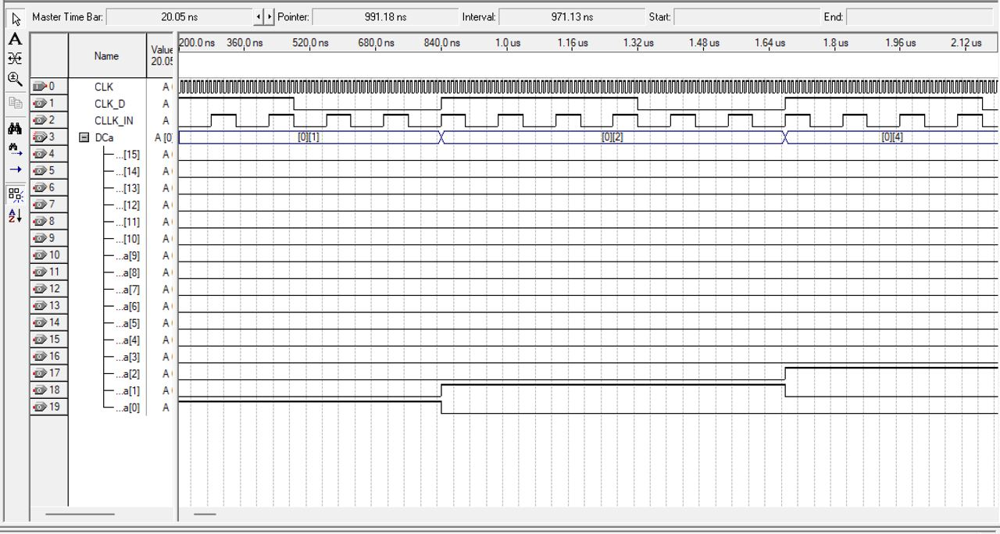 Master Time Bar: 20.05 ns Pointer: 991.18 ns Interval: 971.13 ns Start: End:
A
Name Value
20.05
200.0 ns 360.0 ns 520.0 ns 680.0 ns 840.0 ns 1.0 us 1.16 us 1.32 us 1.48 us 1.64 us 1.8 us 1.96 us 2.12 us
0 CLK A
1 CLK_D A
2 CLLK_IN A
3 DCa A [0] [0][1] [0][2] [0][4]
4 ...[15] A
5 ...[14] A
6 ...[13] A
7 ...[12] A
8 ...[11] A
9 ...[10] A
10 ...a[9] A
11 ...a[8] A
12 ...a[7] A
13 ...a[6] A
14 ...a[5] A
15 ...a[4] A
16 ...a[3] A
17 ...a[2] A
18 ...a[1] A
19 ...a[0] A